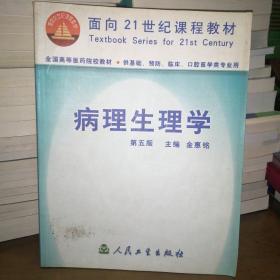 面向21世纪课程教材
Textbook Series for 21st Century
全国高等医药院校教材·供基础、预防、临床、口腔医学类专业用
病理生理学
第五版 主编 金惠铭
人民卫生出版社